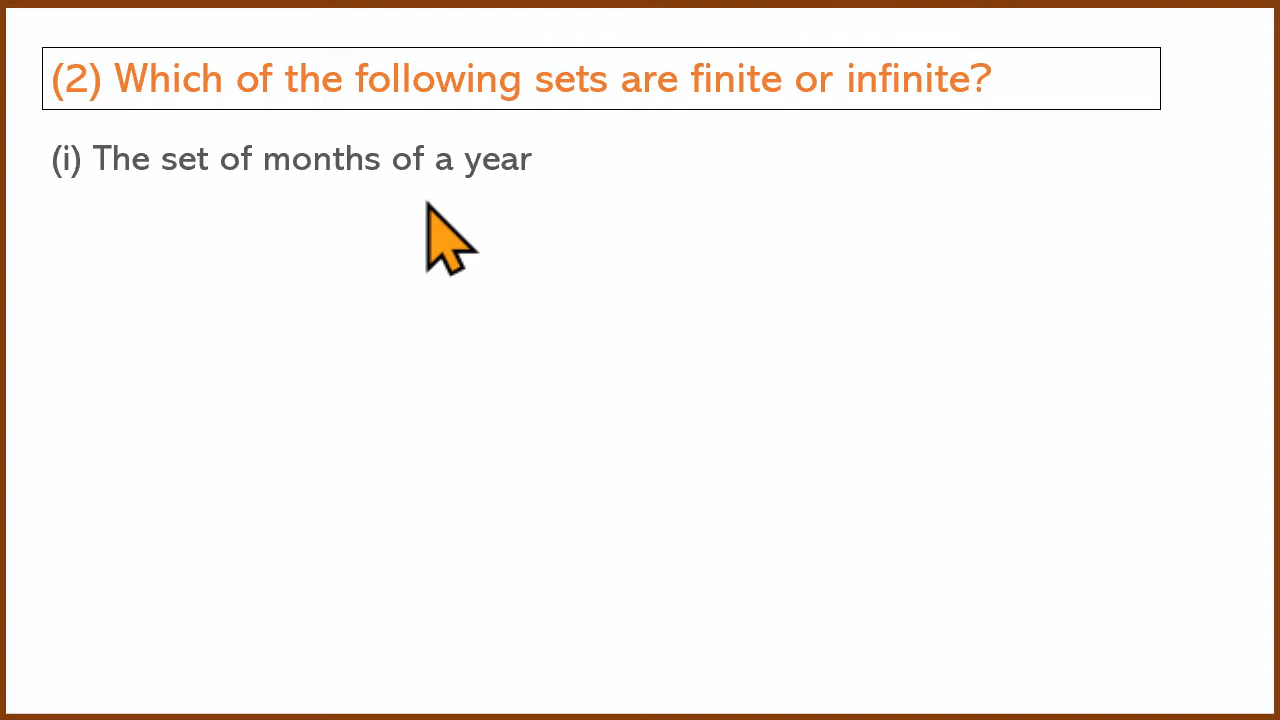 (2) Which of the following sets are finite or infinite?
(i) The set of months of a year